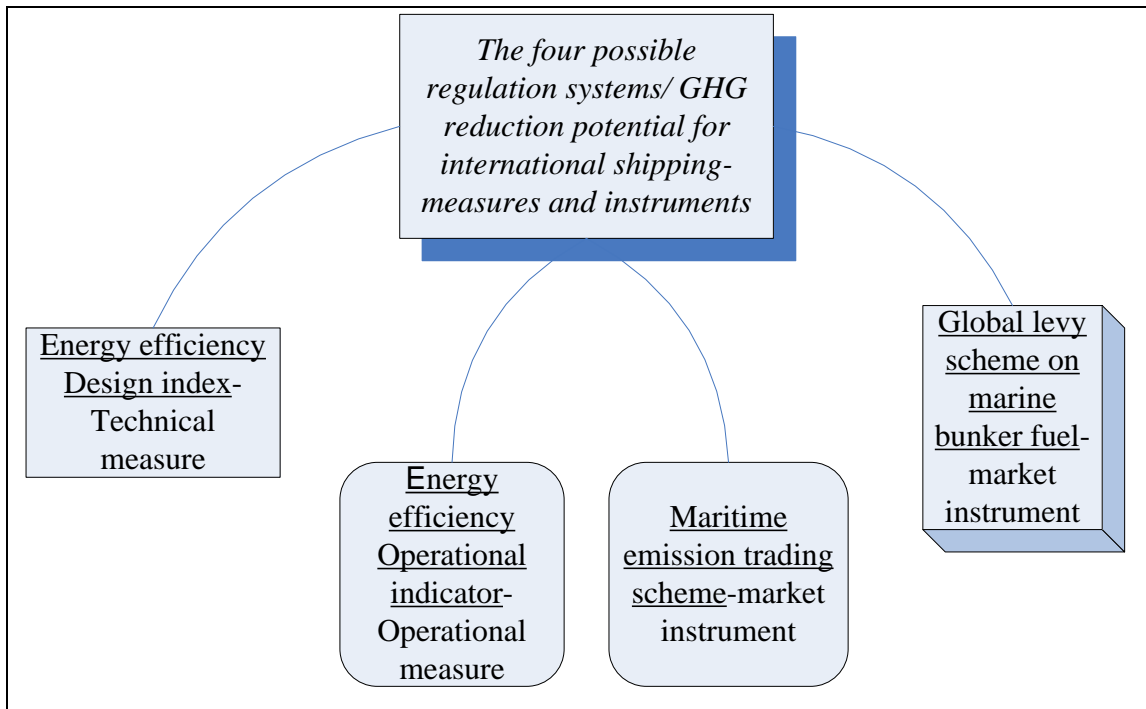 The four possible
regulation systems/ GHG
reduction potential for
international shipping-
measures and instruments
Energy efficiency
Design index-
Technical
measure
Energy
efficiency
Operational
indicator-
Operational
measure
Maritime
emission trading
scheme-market
instrument
Global levy
scheme on
marine
bunker fuel-
market
instrument